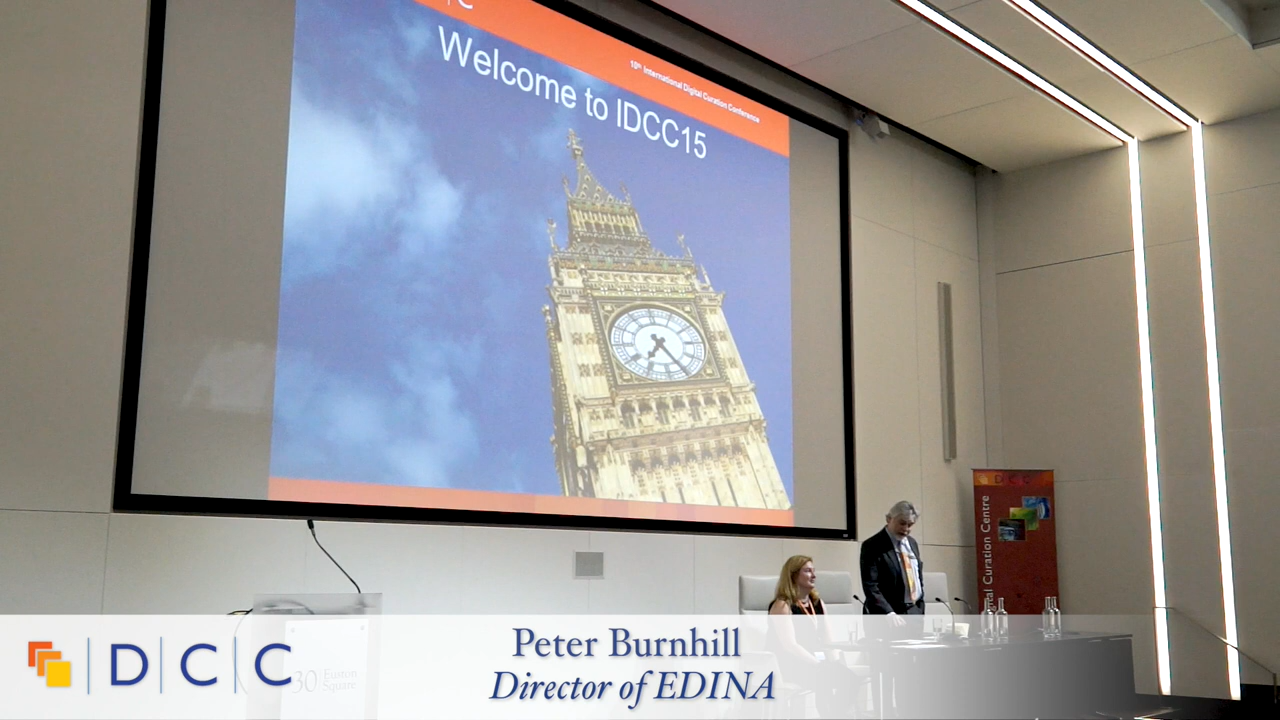 10th International Digital Curation Conference
Welcome to IDCC15
DCC
Curation Centre
30 Euston
Square
D C C
Peter Burnhill
Director of EDINA